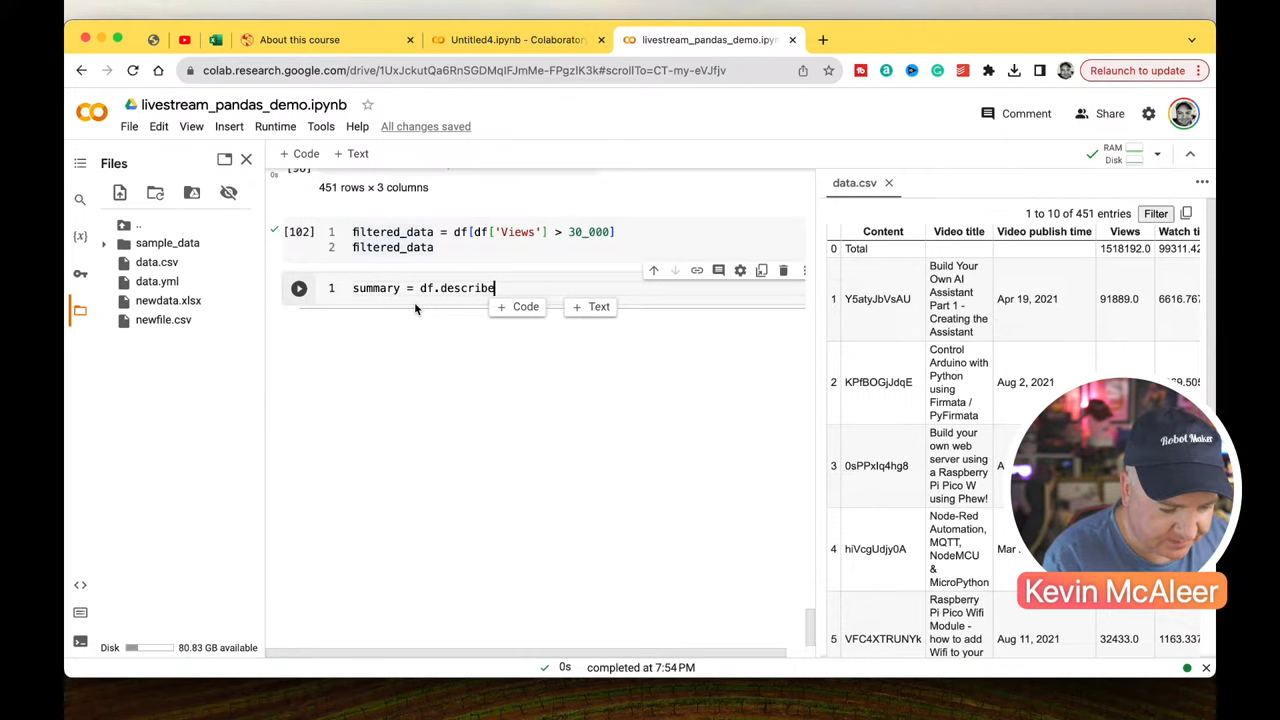 About this course
Untitled4.ipynb - Colaborator
livestream_pandas_demo.ipyn
colab.research.google.com/drive/1UxJckutQa6RnSGDMqIFJmMe-FPgzlK3k#scrollTo=CT-my-eVJfjv
Relaunch to update
livestream_pandas_demo.ipynb
File Edit View Insert Runtime Tools Help All changes saved
Comment Share
Files
+ Code + Text
RAM
Disk
..
sample_data
data.csv
data.yml
newdata.xlsx
newfile.csv
0s
451 rows × 3 columns
[102] 1 filtered_data = df[df['Views'] > 30_000]
2 filtered_data
1 summary = df.describe
+ Code + Text
data.csv
1 to 10 of 451 entries Filter
Content Video title Video publish time Views Watch ti
0 Total 1518192.0 99311.42
1 Y5atyJbVsAU Build Your Own AI Assistant Part 1 - Creating the Assistant Apr 19, 2021 91889.0 6616.767
2 KPfBOGjJdqE Control Arduino with Python using Firmata / PyFirmata Aug 2, 2021
3 0sPPxIq4hg8 Build your own web server using a Raspberry Pi Pico W using Phew!
4 hiVcgUdjy0A Node-Red Automation, MQTT, NodeMCU & MicroPython Mar
5 VFC4XTRUNYk Raspberry Pi Pico Wifi Module - how to add Wifi to your Aug 11, 2021 32433.0 1163.337
Robot Maker
Kevin McAleer
Disk 80.83 GB available
0s completed at 7:54 PM